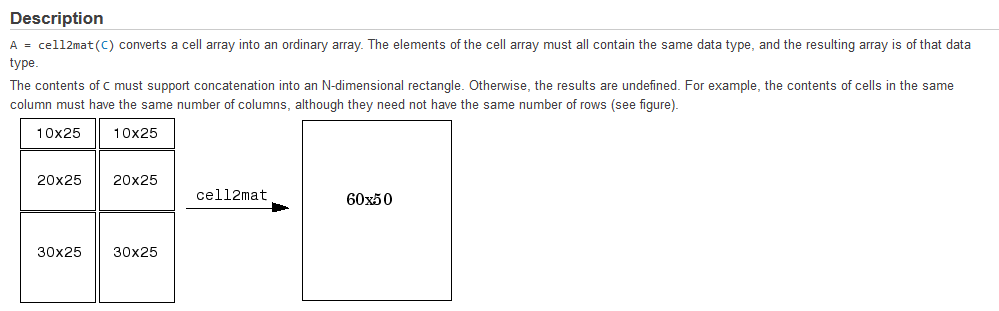 Description
A = cell2mat(C) converts a cell array into an ordinary array. The elements of the cell array must all contain the same data type, and the resulting array is of that data
type.
The contents of C must support concatenation into an N-dimensional rectangle. Otherwise, the results are undefined. For example, the contents of cells in the same
column must have the same number of columns, although they need not have the same number of rows (see figure).
10x25 10x25
20x25 20x25
cell2mat
60x50
30x25 30x25